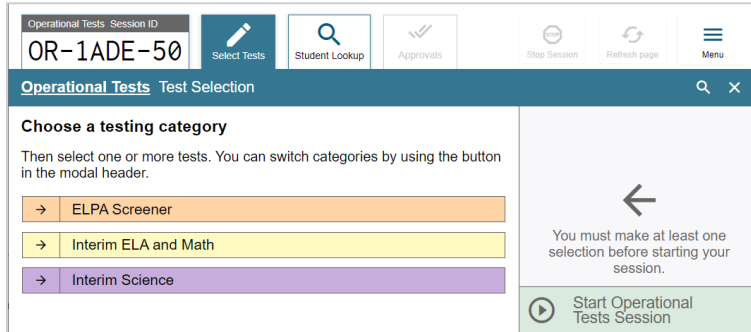 Operational Tests Session ID
OR-1ADE-50
Select Tests
Student Lookup
Approvals
STOP
Stop Session
Refresh page
Menu
Operational Tests Test Selection
Choose a testing category
Then select one or more tests. You can switch categories by using the button
in the modal header.
ELPA Screener
Interim ELA and Math
Interim Science
You must make at least one
selection before starting your
session.
Start Operational
Tests Session